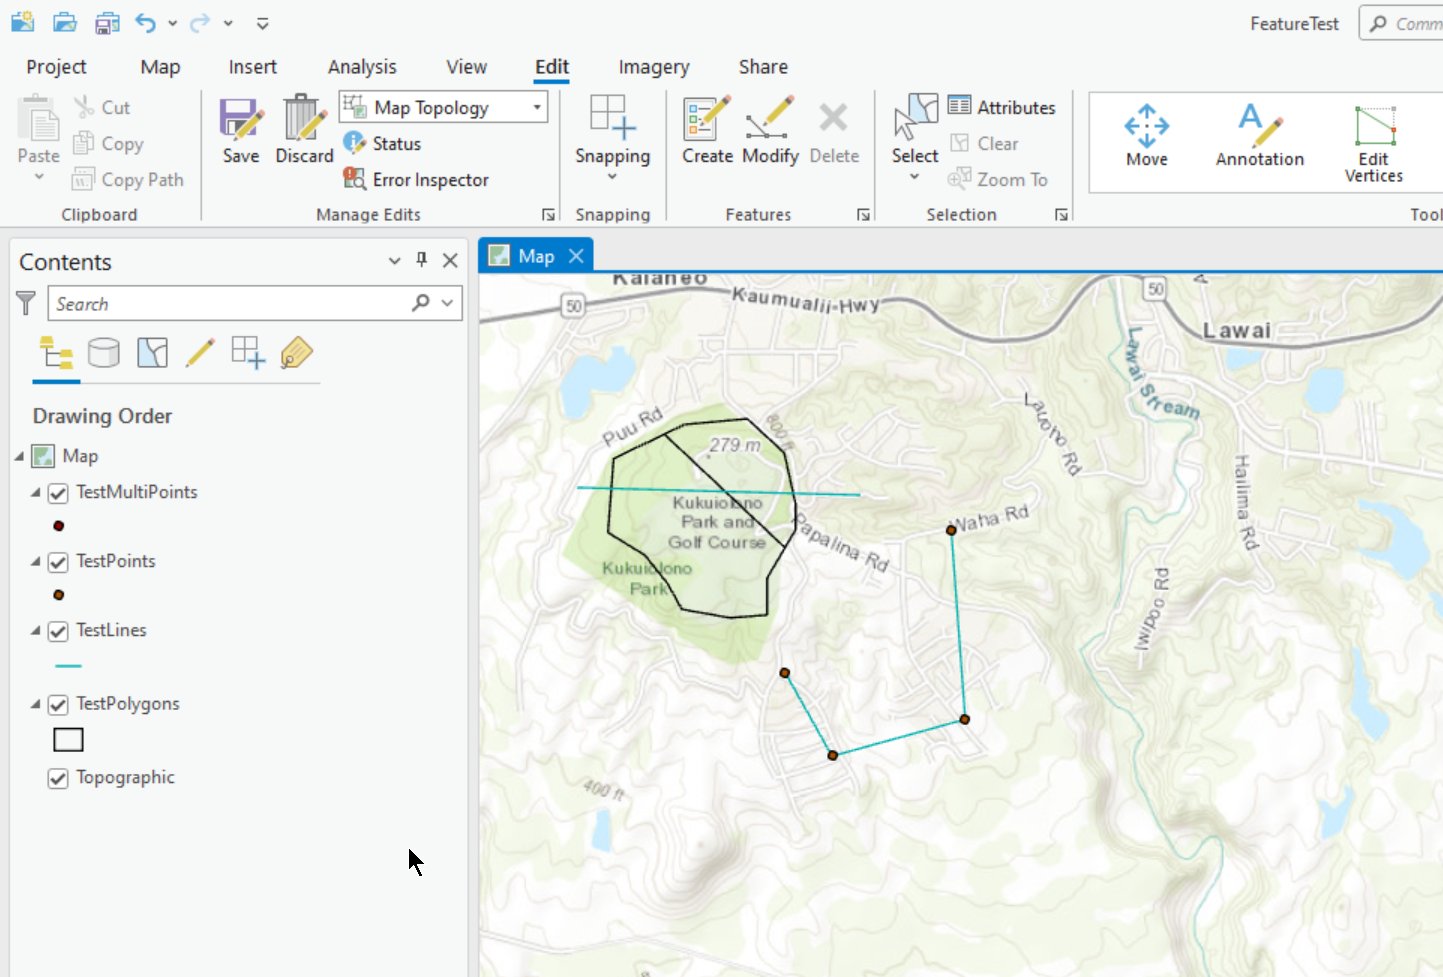 FeatureTest
Comm
Project Map Insert Analysis View Edit Imagery Share
Paste
Cut
Copy
Copy Path
Clipboard
Save
Discard
Map Topology
Status
Error Inspector
Manage Edits
Snapping
Snapping
Create
Modify
Delete
Features
Select
Attributes
Clear
Zoom To
Selection
Move
A
Annotation
Edit
Vertices
Tool
Contents
Search
Drawing Order
Map
TestMultiPoints
TestPoints
TestLines
TestPolygons
Topographic
Map
Kalaheo
50
Kaumualii-Hwy
50
Lawai
Lawai Stream
Puu Rd
800 ft
279 m
Lauoho Rd
Kukuiolono
Park and
Golf Course
Kukuiolono
Park
Papalina Rd
Waha Rd
Hailima Rd
Iwipoo Rd
400 ft